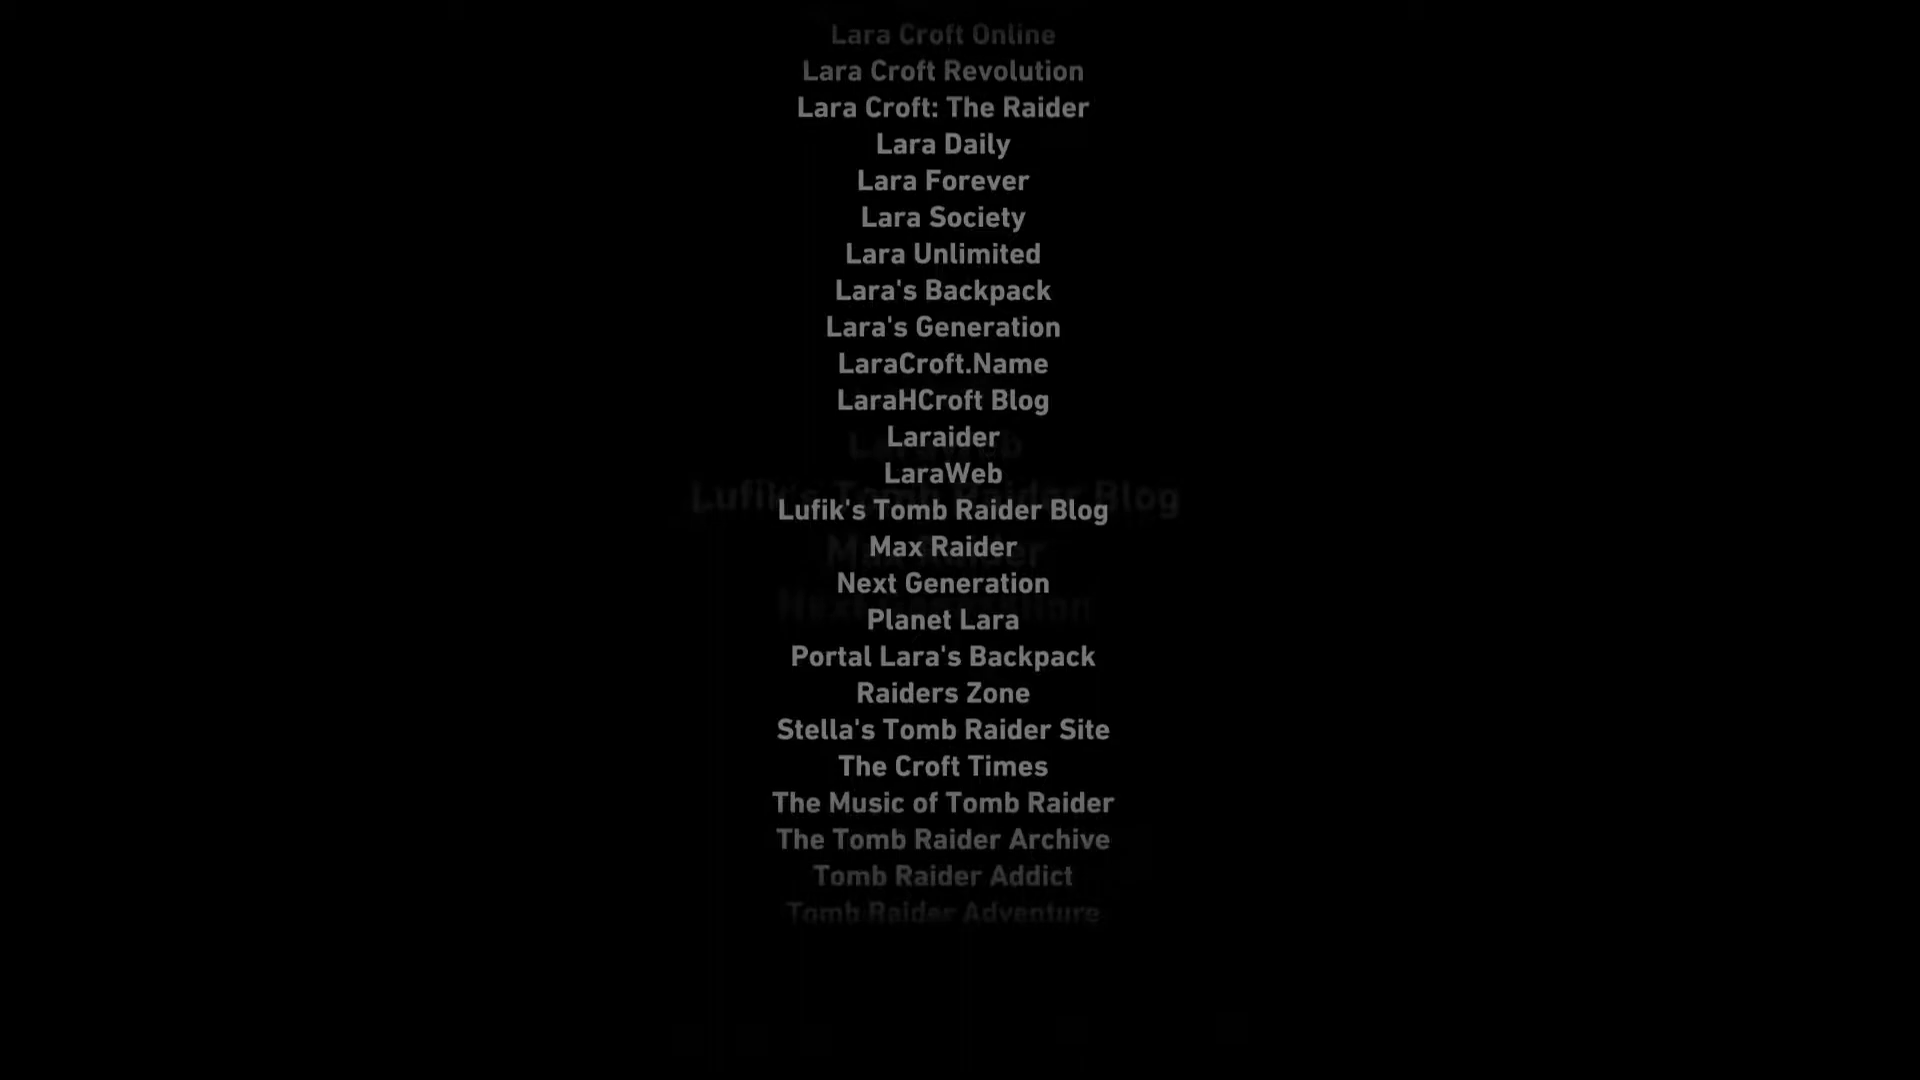 Lara Croft Online
Lara Croft Revolution
Lara Croft: The Raider
Lara Daily
Lara Forever
Lara Society
Lara Unlimited
Lara's Backpack
Lara's Generation
LaraCroft.Name
LaraHCroft Blog
Laraider
LaraWeb
Lufik's Tomb Raider Blog
Max Raider
Next Generation
Planet Lara
Portal Lara's Backpack
Raiders Zone
Stella's Tomb Raider Site
The Croft Times
The Music of Tomb Raider
The Tomb Raider Archive
Tomb Raider Addict
Tomb Raider Adventure